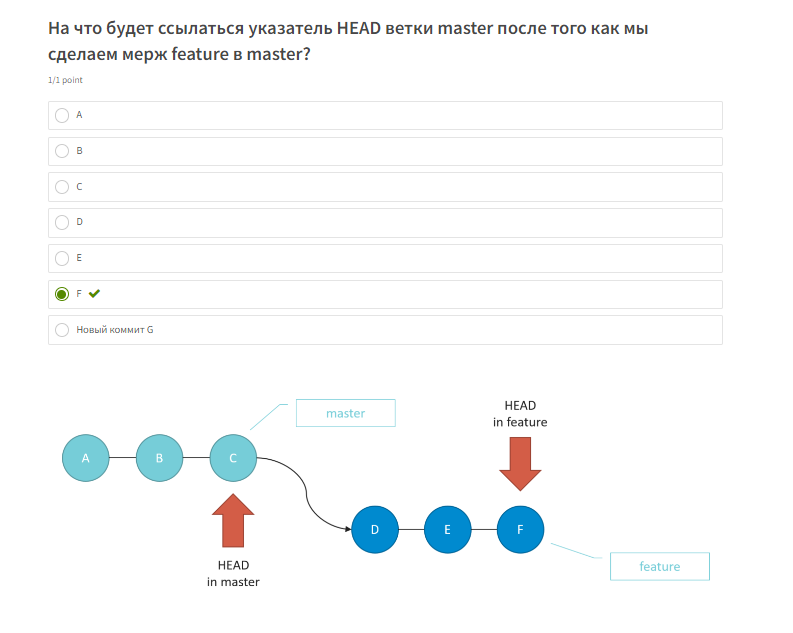 На что будет ссылаться указатель HEAD ветки master после того как мы
сделаем мерж feature в master?
1/1 point
A
B
C
D
E
F
Новый коммит G
master
HEAD
in feature
A
B
C
D
E
F
HEAD
in master
feature